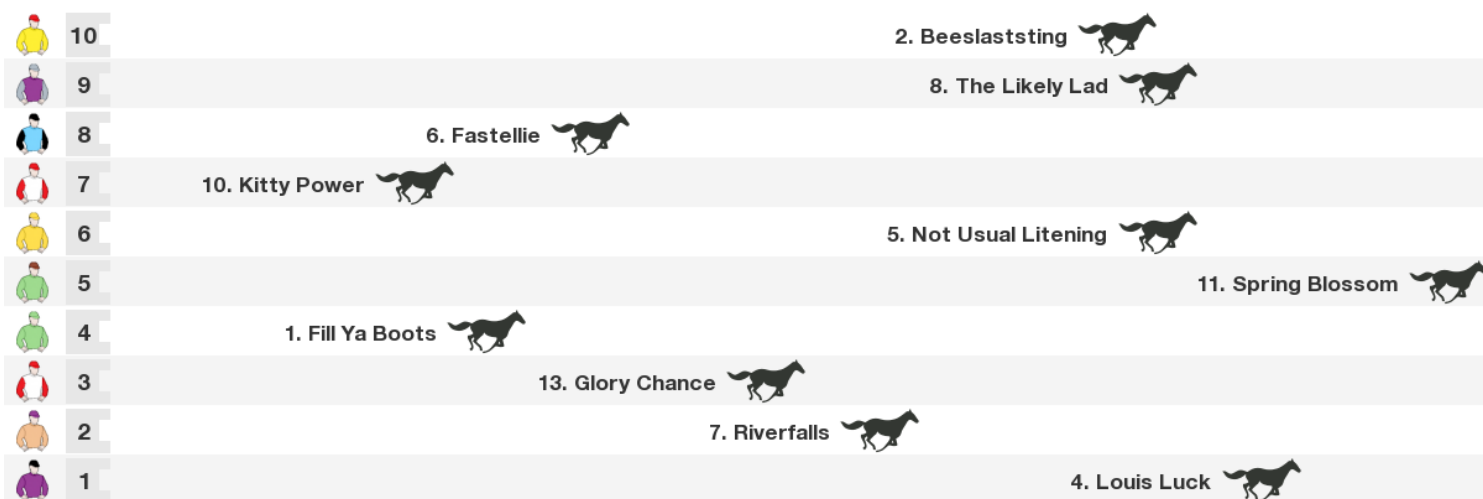 10 2. Beeslaststing
9 8. The Likely Lad
8 6. Fastellie
7 10. Kitty Power
6 5. Not Usual Litening
5 11. Spring Blossom
4 1. Fill Ya Boots
3 13. Glory Chance
2 7. Riverfalls
1 4. Louis Luck